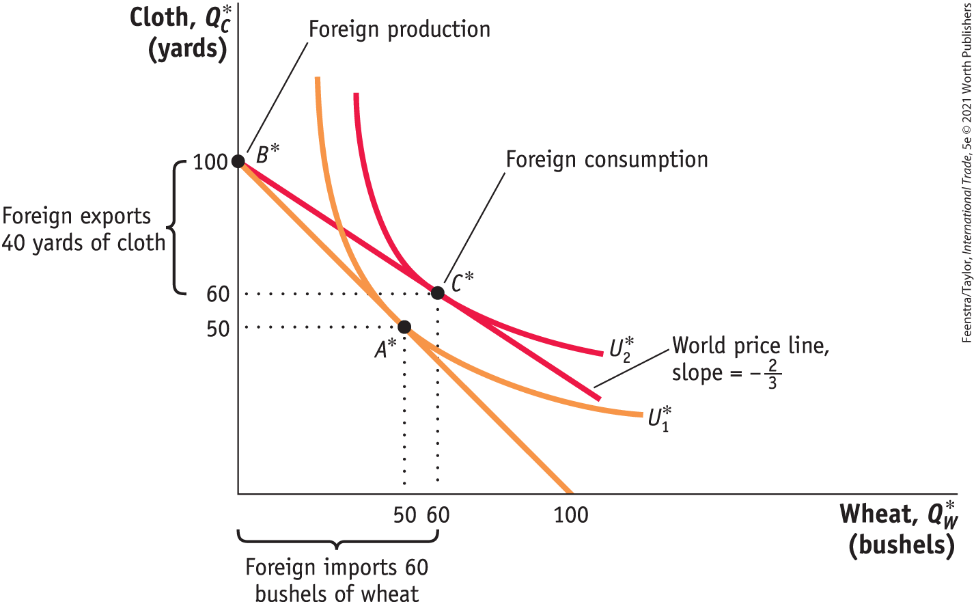 Cloth, Q*C
(yards)
Foreign production
100
B*
Foreign consumption
Foreign exports
40 yards of cloth
60
C*
50
A*
U*2
World price line,
slope = −2/3
U*1
50 60
100
Wheat, Q*W
(bushels)
Foreign imports 60
bushels of wheat
Feenstra/Taylor, International Trade, 5e © 2021 Worth Publishers